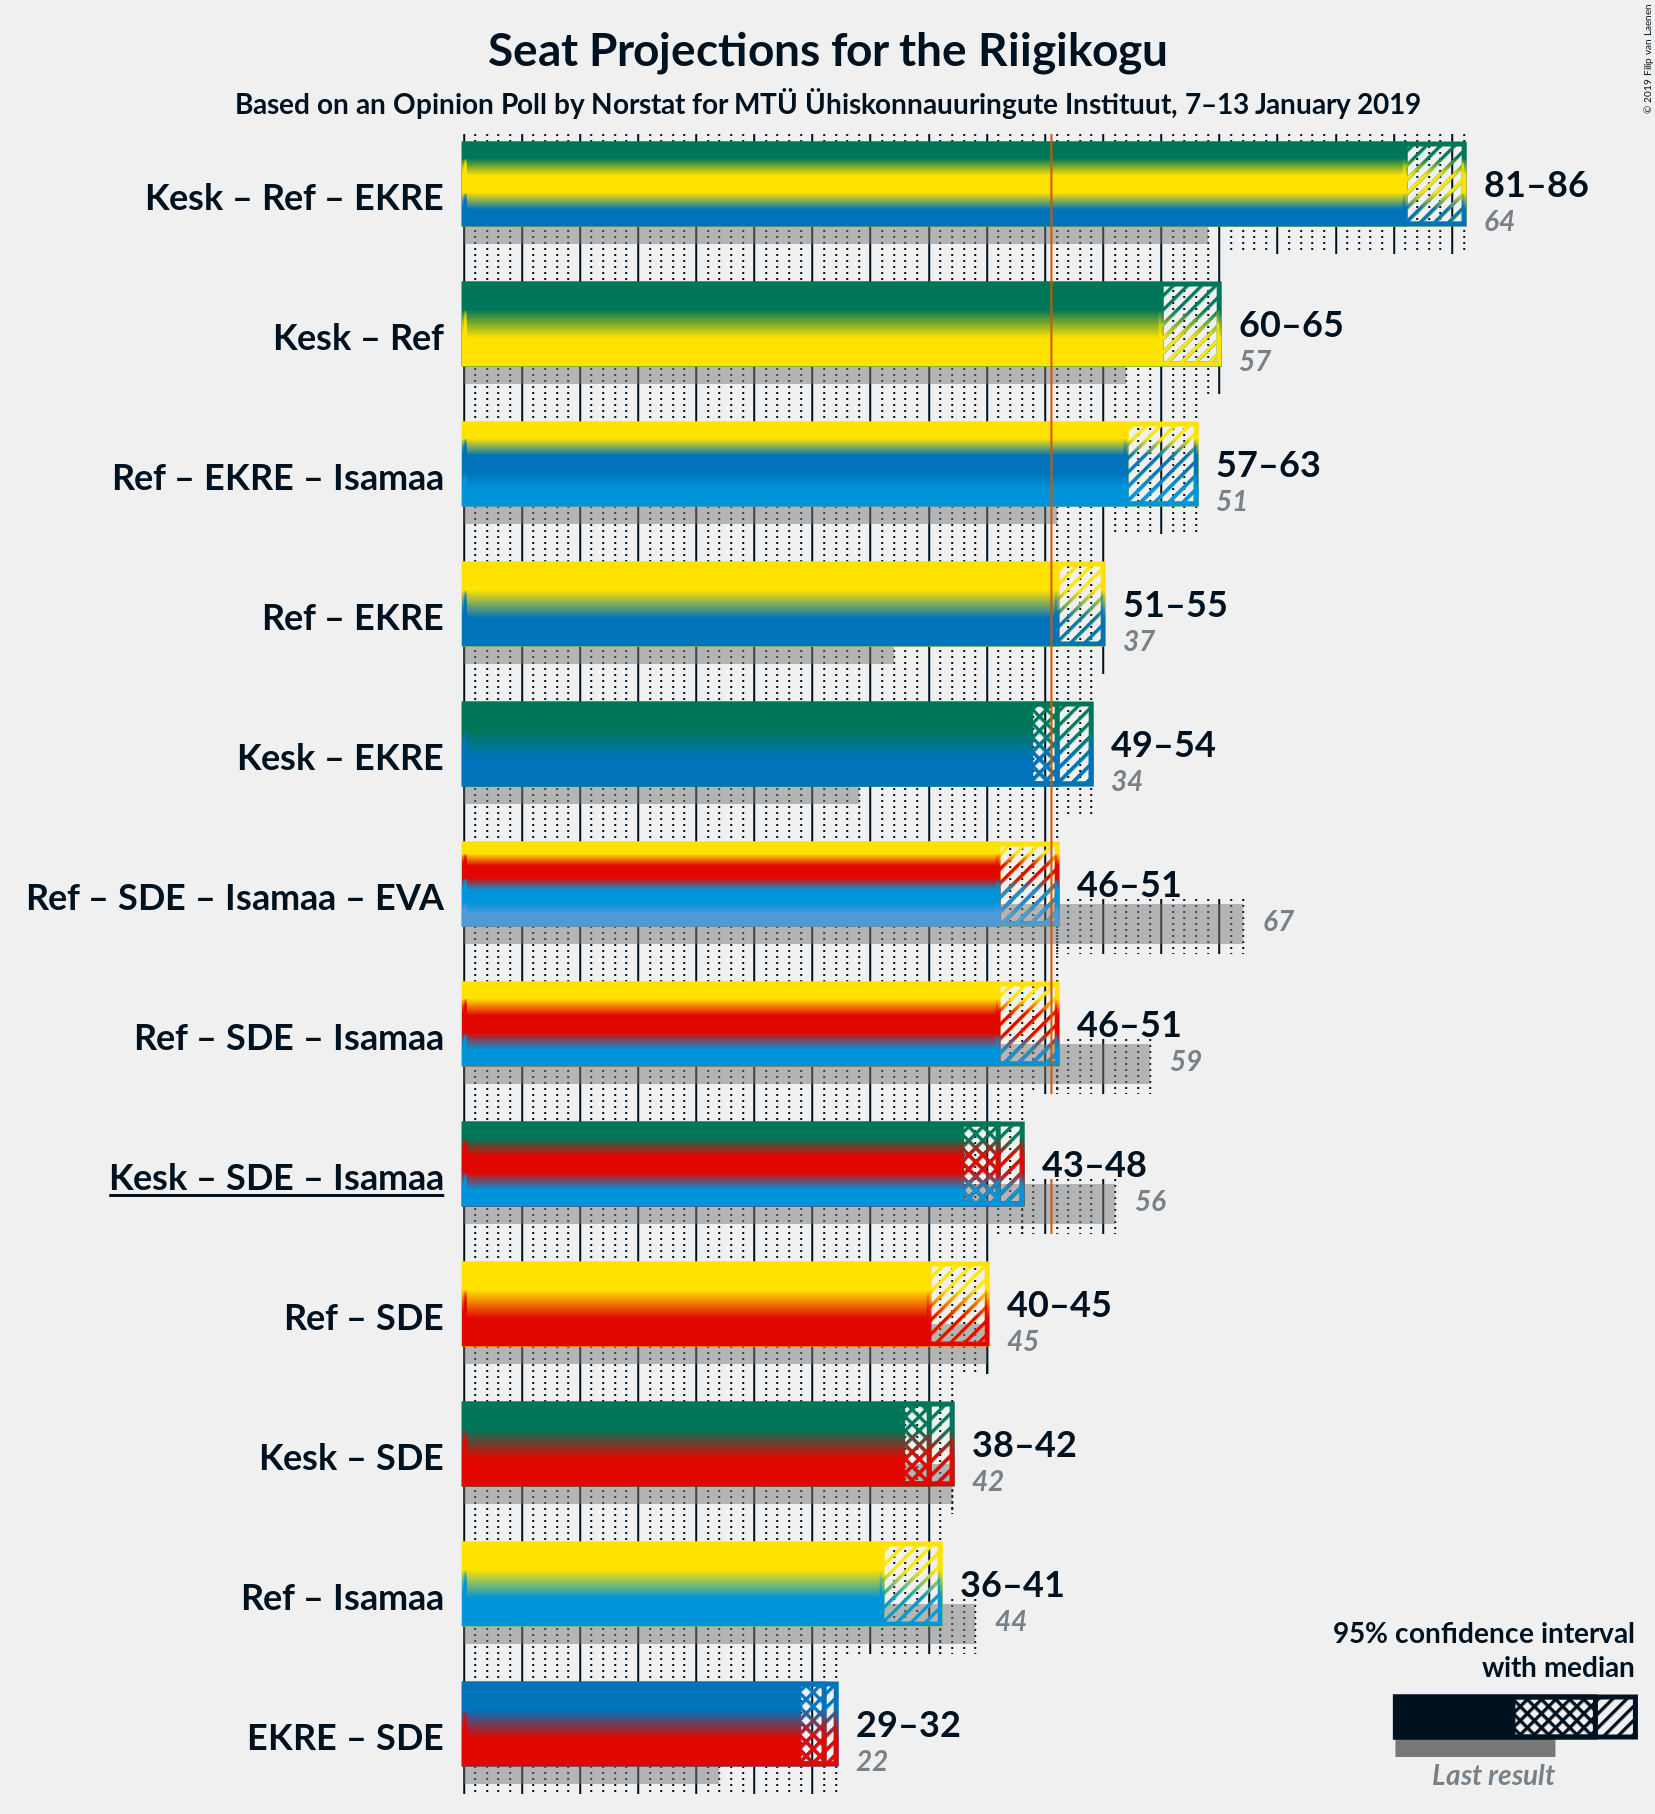 Seat Projections for the Riigikogu
Based on an Opinion Poll by Norstat for MTÜ Ühiskonnauuringute Instituut, 7–13 January 2019
© 2019 Filip van Laenen
Kesk – Ref – EKRE
81–86
64
Kesk – Ref
60–65
57
Ref – EKRE – Isamaa
57–63
51
Ref – EKRE
51–55
37
Kesk – EKRE
49–54
34
Ref – SDE – Isamaa – EVA
46–51
67
Ref – SDE – Isamaa
46–51
59
Kesk – SDE – Isamaa
43–48
56
Ref – SDE
40–45
45
Kesk – SDE
38–42
42
Ref – Isamaa
36–41
44
EKRE – SDE
29–32
22
95% confidence interval
with median
Last result